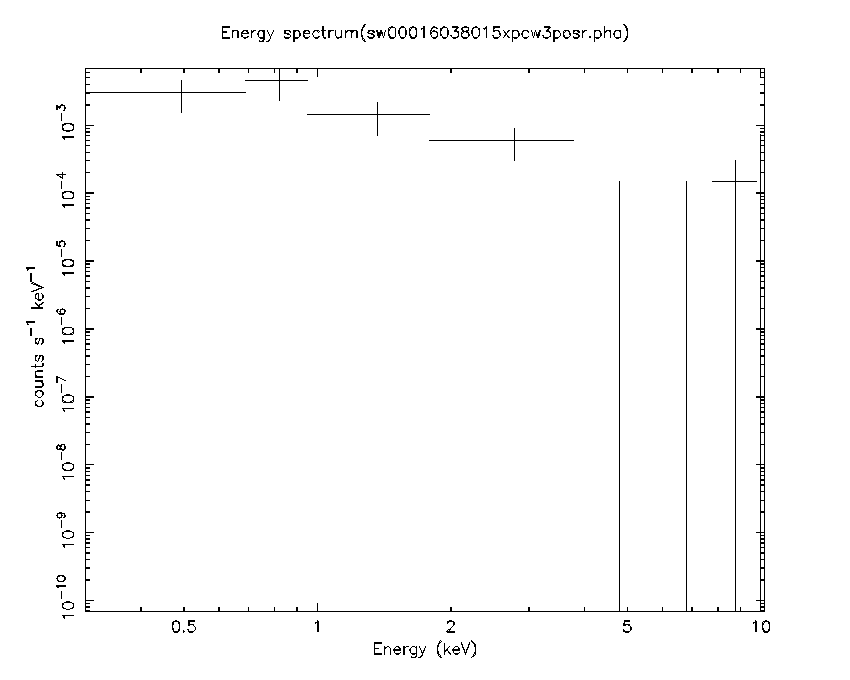 Energy spectrum(sw00016038015xpcw3posr.pha)
counts s⁻¹ keV⁻¹
10⁻³
10⁻⁴
10⁻⁵
10⁻⁶
10⁻⁷
10⁻⁸
10⁻⁹
10⁻¹⁰
0.5 1 2 5 10
Energy (keV)